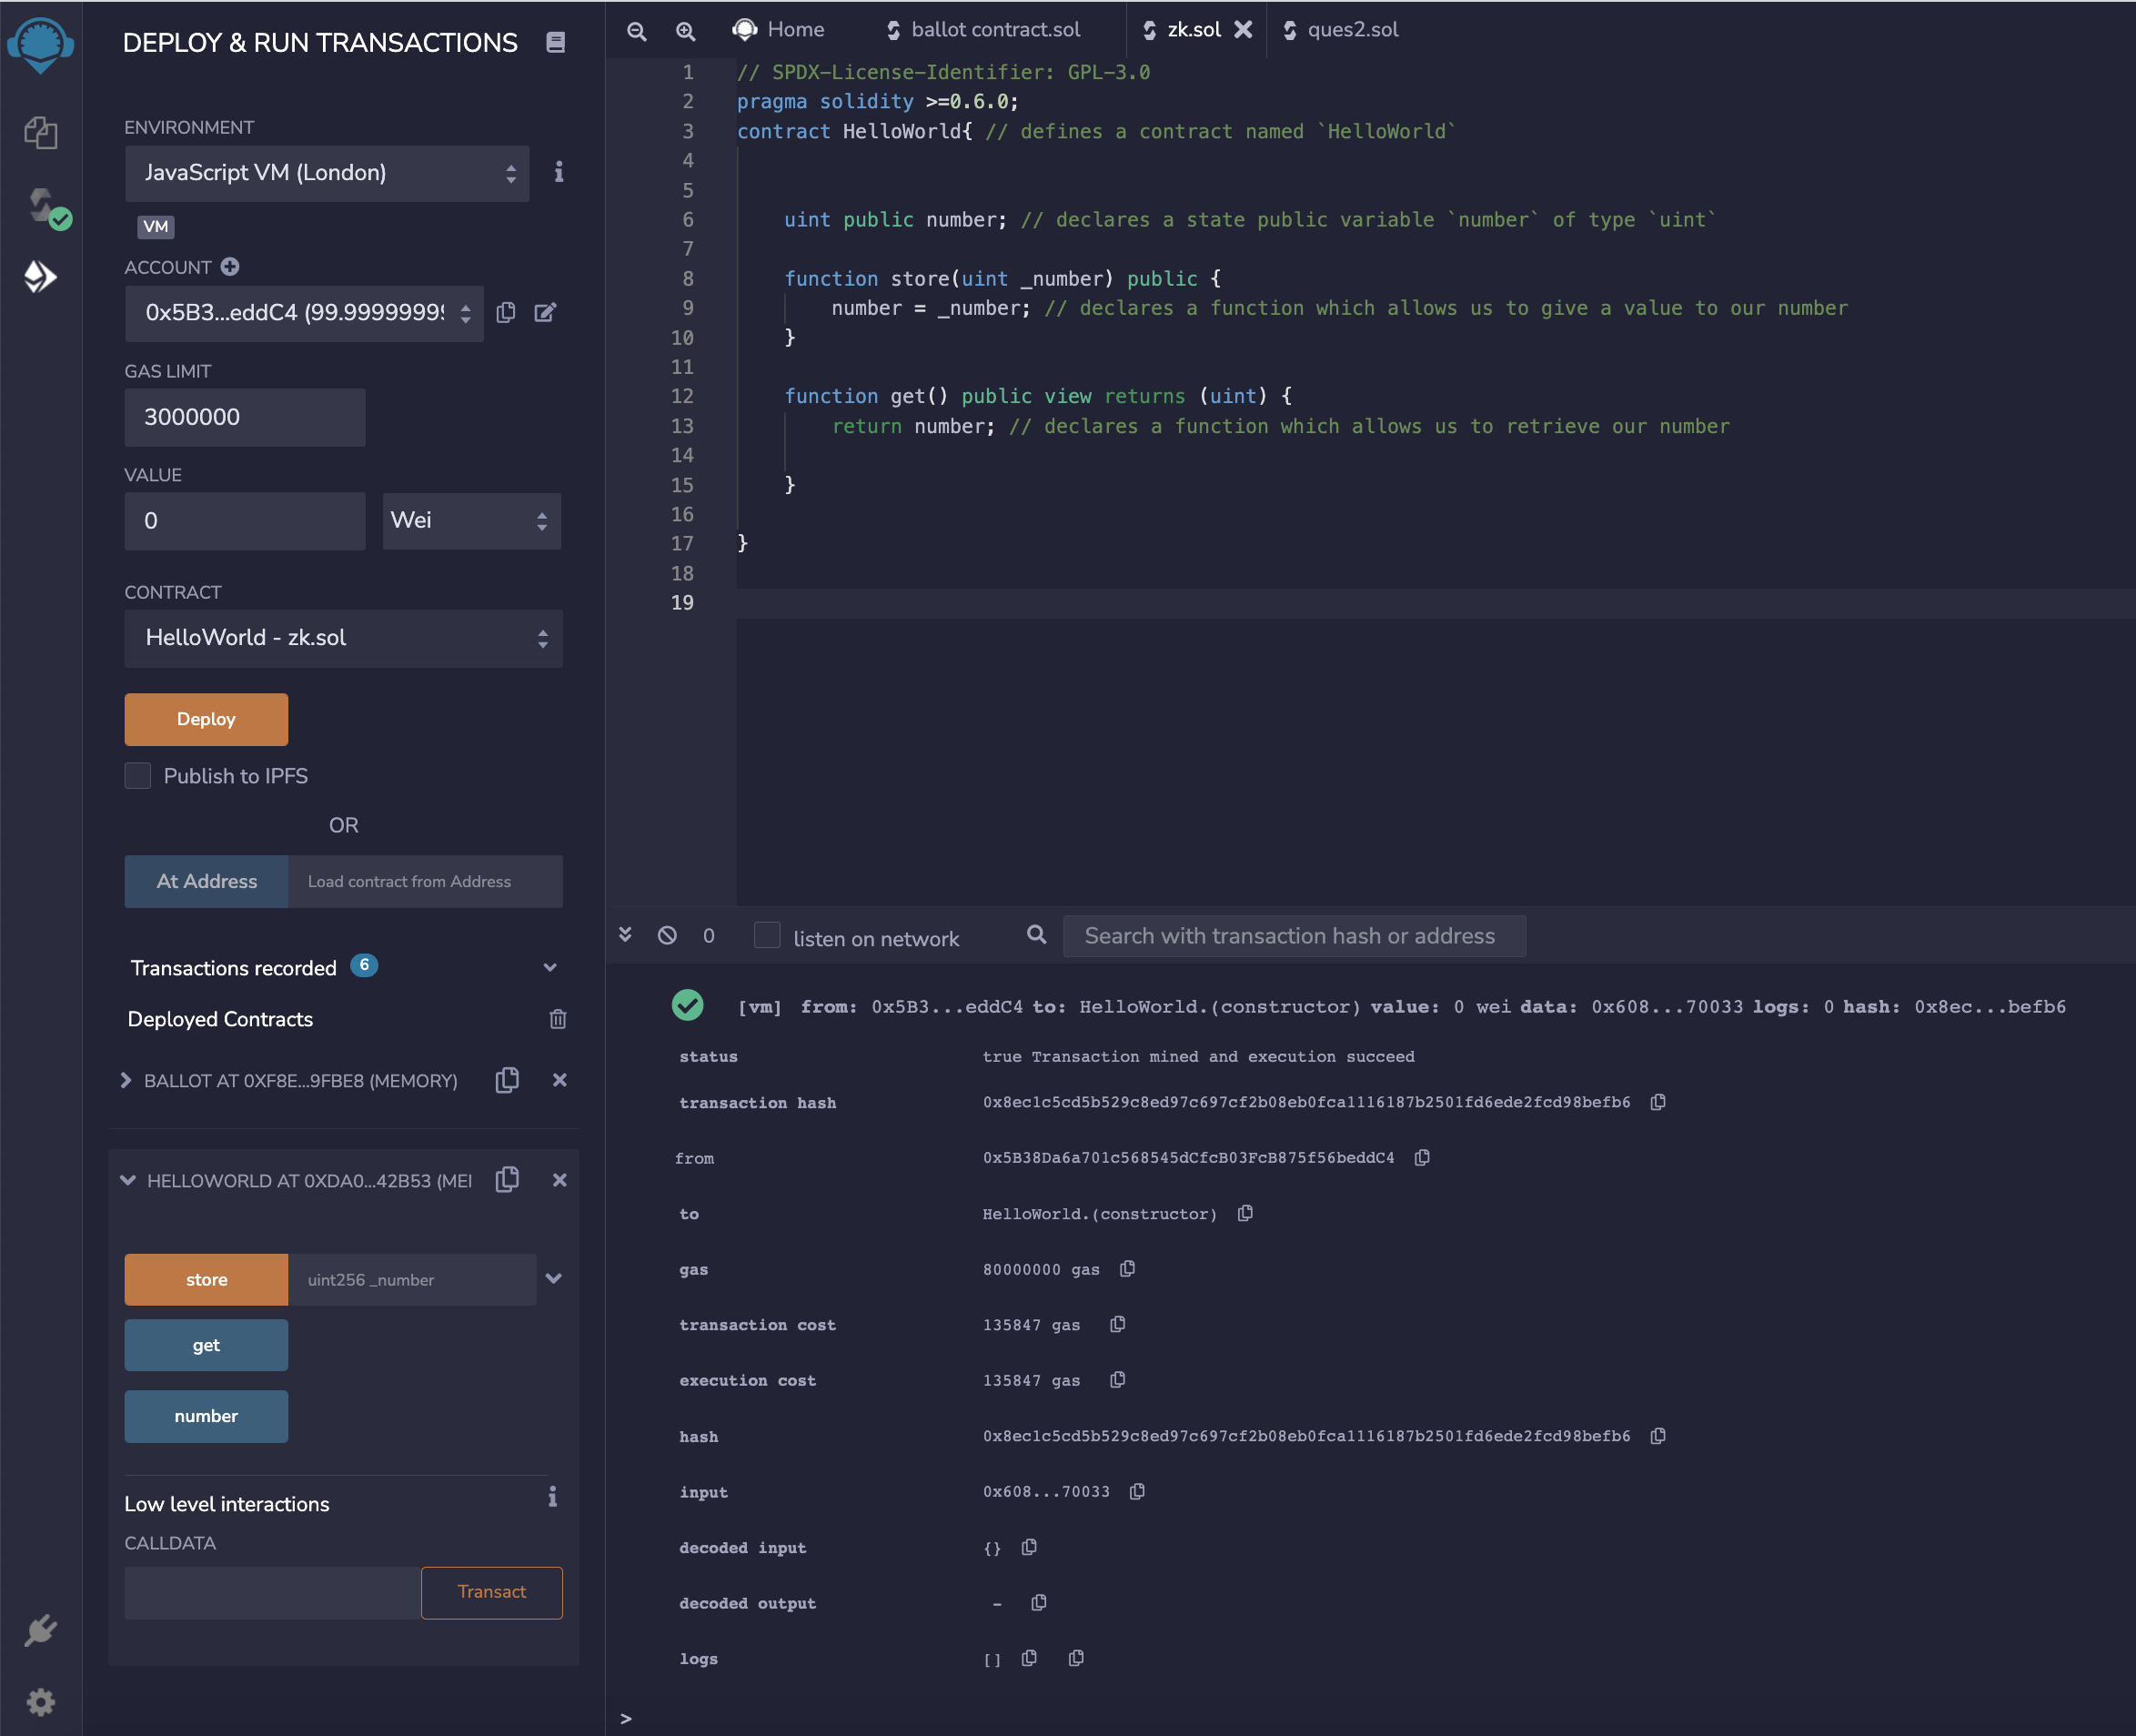 DEPLOY & RUN TRANSACTIONS
ENVIRONMENT
JavaScript VM (London)
VM
ACCOUNT
0x5B3...eddC4 (99.9999999
GAS LIMIT
3000000
VALUE
0
Wei
CONTRACT
HelloWorld - zk.sol
Deploy
Publish to IPFS
OR
At Address
Load contract from Address
Transactions recorded 6
Deployed Contracts
BALLOT AT 0XF8E...9FBE8 (MEMORY)
HELLOWORLD AT 0XDA0...42B53 (MEI
store
uint256 _number
get
number
Low level interactions
CALLDATA
Transact
Home
ballot contract.sol
zk.sol
ques2.sol
1 // SPDX-License-Identifier: GPL-3.0
2 pragma solidity >=0.6.0;
3 contract HelloWorld{ // defines a contract named `HelloWorld`
4
5
6 uint public number; // declares a state public variable `number` of type `uint`
7
8 function store(uint _number) public {
9 number = _number; // declares a function which allows us to give a value to our number
10 }
11
12 function get() public view returns (uint) {
13 return number; // declares a function which allows us to retrieve our number
14
15 }
16
17 }
18
19
0
listen on network
Search with transaction hash or address
[vm] from: 0x5B3...eddC4 to: HelloWorld.(constructor) value: 0 wei data: 0x608...70033 logs: 0 hash: 0x8ec...befb6
status true Transaction mined and execution succeed
transaction hash 0x8ec1c5cd5b529c8ed97c697cf2b08eb0fca1116187b2501fd6ede2fcd98befb6
from 0x5B38Da6a701c568545dCfcB03FcB875f56beddC4
to HelloWorld.(constructor)
gas 80000000 gas
transaction cost 135847 gas
execution cost 135847 gas
hash 0x8ec1c5cd5b529c8ed97c697cf2b08eb0fca1116187b2501fd6ede2fcd98befb6
input 0x608...70033
decoded input {}
decoded output -
logs []
>